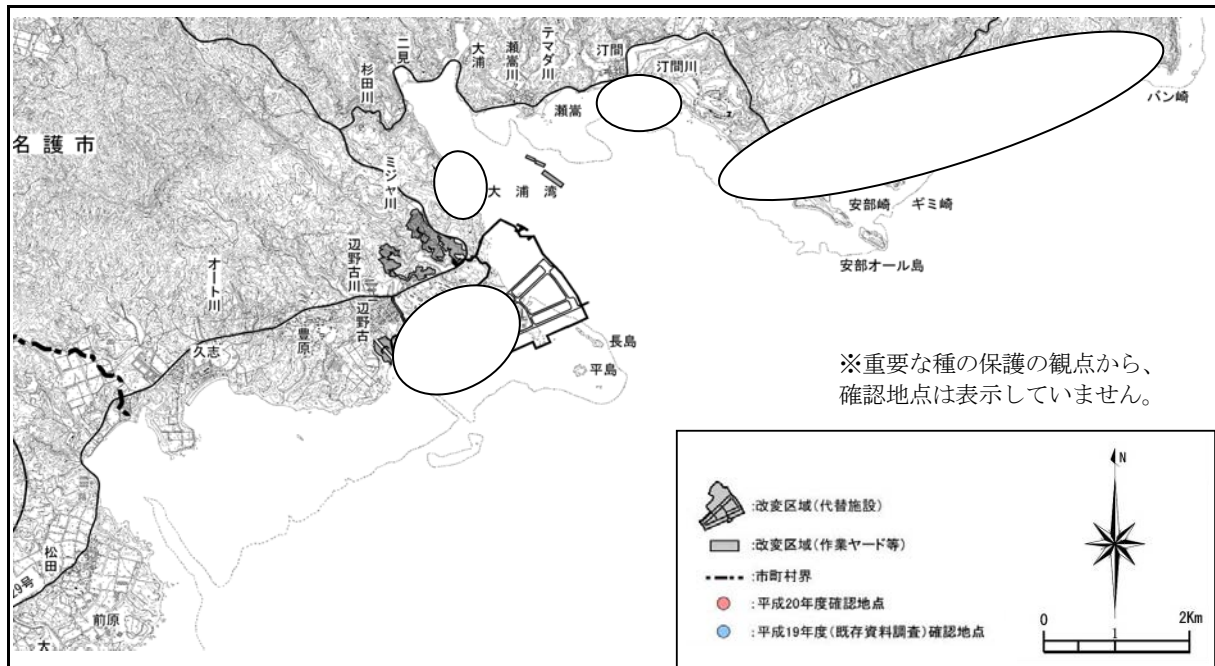 二見
大浦
瀬嵩川
テマダ川
汀間
汀間川
杉田川
瀬嵩
バン崎
名護市
ミジャ川
大浦湾
安部崎
ギミ崎
安部オール島
辺野古川
辺野古
オート川
豊原
久志
長島
平島
※重要な種の保護の観点から、
確認地点は表示していません。
松田
29号
前原
:改変区域(代替施設)
:改変区域(作業ヤード等)
:市町村界
:平成20年度確認地点
:平成19年度(既存資料調査)確認地点
N
0 1 2Km